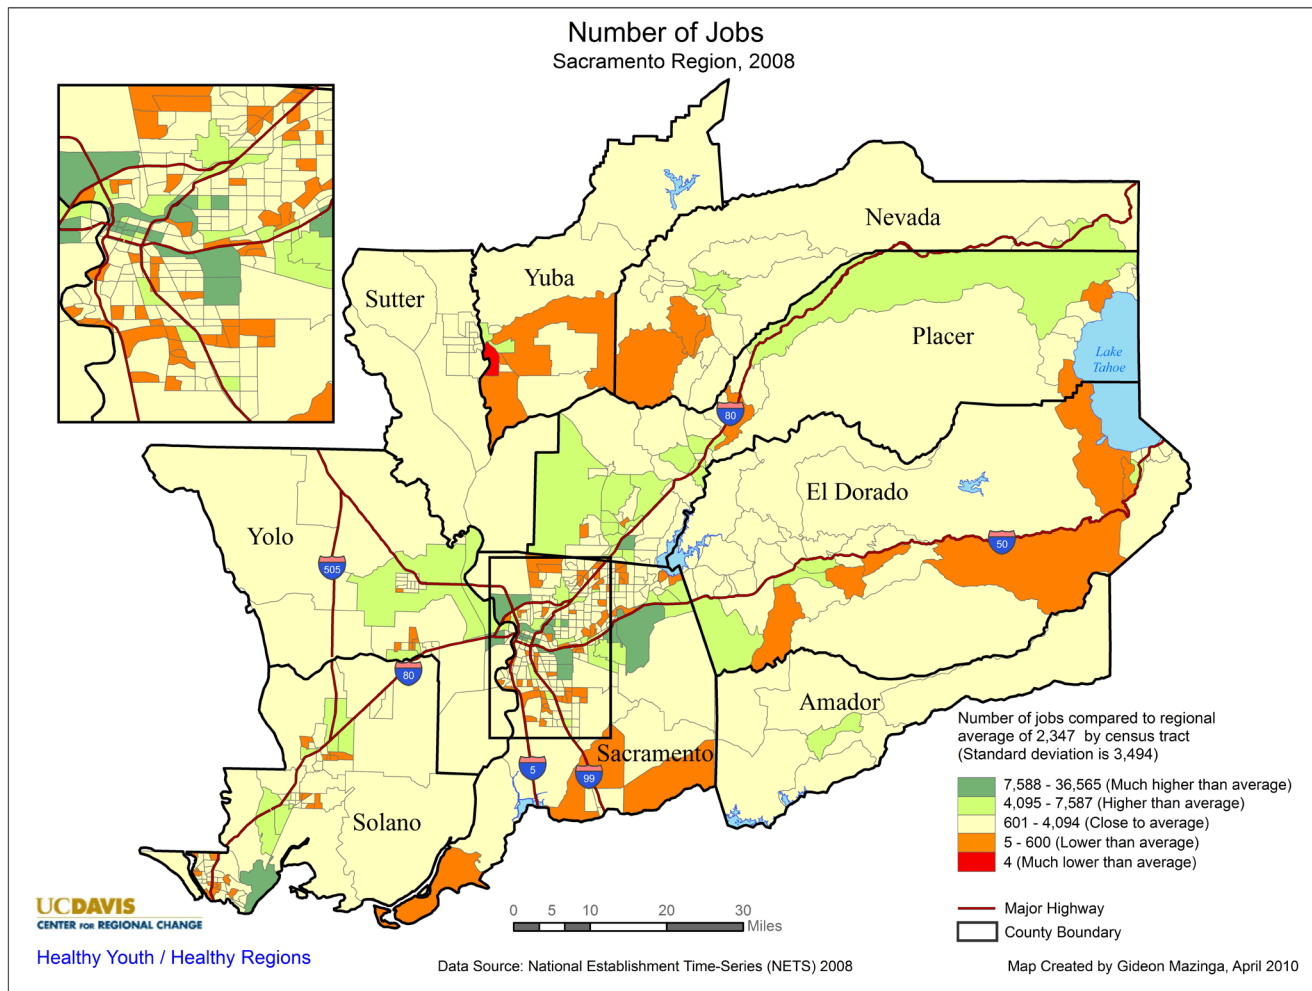 Number of Jobs
Sacramento Region, 2008
Nevada
Yuba
Sutter
Placer
Lake
Tahoe
80
El Dorado
Yolo
50
505
80
Amador
Sacramento
5
99
Solano
Number of jobs compared to regional
average of 2,347 by census tract
(Standard deviation is 3,494)
7,588 - 36,565 (Much higher than average)
4,095 - 7,587 (Higher than average)
601 - 4,094 (Close to average)
5 - 600 (Lower than average)
4 (Much lower than average)
Major Highway
County Boundary
UCDAVIS
CENTER FOR REGIONAL CHANGE
Healthy Youth / Healthy Regions
0 5 10 20 30
Miles
Data Source: National Establishment Time-Series (NETS) 2008
Map Created by Gideon Mazinga, April 2010